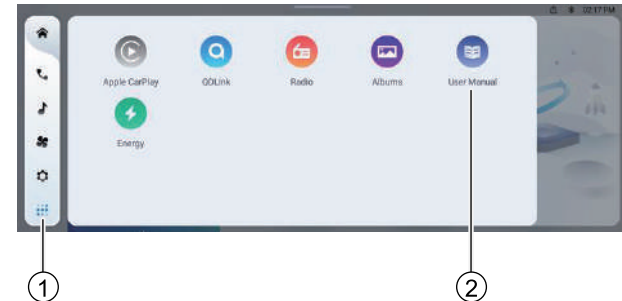 02:17 PM
Apple CarPlay
QDLink
Radio
Albums
User Manual
Energy
1
2